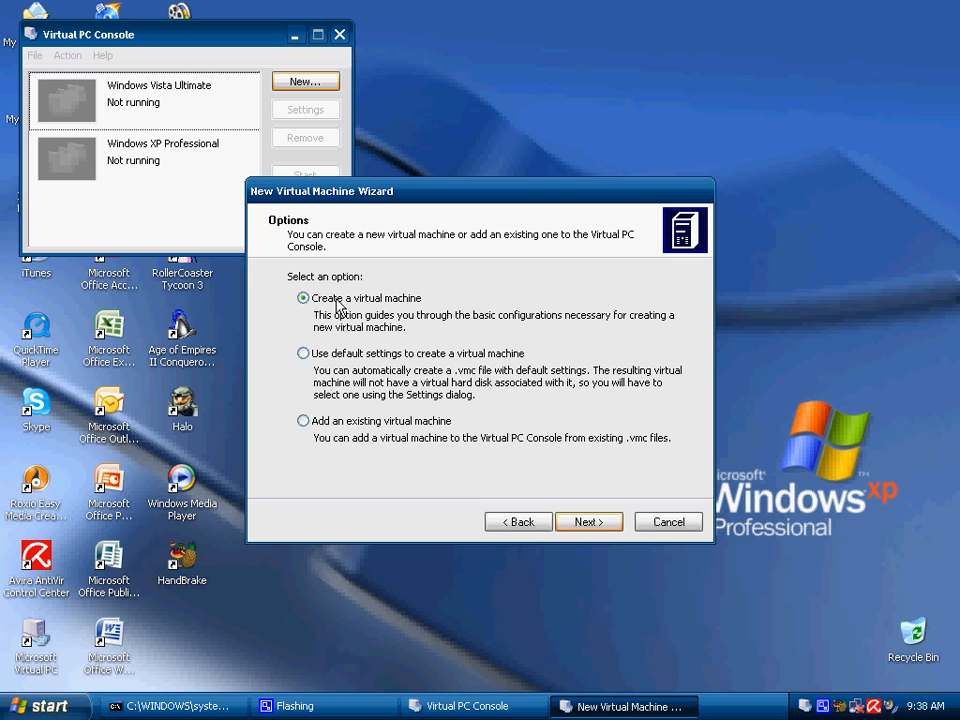 My
My
Virtual PC Console
File Action Help
Windows Vista Ultimate
Not running
Windows XP Professional
Not running
New...
Settings
Remove
Start
New Virtual Machine Wizard
Options
You can create a new virtual machine or add an existing one to the Virtual PC
Console.
Select an option:
Create a virtual machine
This option guides you through the basic configurations necessary for creating a
new virtual machine.
Use default settings to create a virtual machine
You can automatically create a .vmc file with default settings. The resulting virtual
machine will not have a virtual hard disk associated with it, so you will have to
select one using the Settings dialog.
Add an existing virtual machine
You can add a virtual machine to the Virtual PC Console from existing .vmc files.
< Back
Next >
Cancel
iTunes
Microsoft
Office Acc...
RollerCoaster
Tycoon 3
QuickTime
Player
Microsoft
Office Ex...
Age of Empires
II Conquero...
Skype
Microsoft
Office Outl...
Halo
Roxio Easy
Media Crea...
Microsoft
Office P...
Windows Media
Player
Avira AntiVir
Control Center
Microsoft
Office Publi...
HandBrake
Microsoft
Virtual PC
Microsoft
Office W...
icrosoft
Windows xp
Professional
TM
Recycle Bin
start
C:\WINDOWS\syste...
Flashing
Virtual PC Console
New Virtual Machine ...
9:38 AM